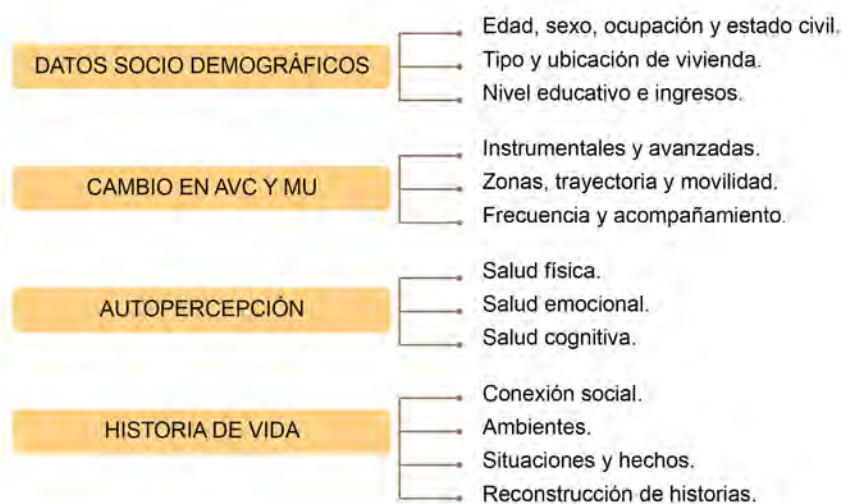 DATOS SOCIO DEMOGRÁFICOS
Edad, sexo, ocupación y estado civil.
Tipo y ubicación de vivienda.
Nivel educativo e ingresos.
CAMBIO EN AVC Y MU
Instrumentales y avanzadas.
Zonas, trayectoria y movilidad.
Frecuencia y acompañamiento.
AUTOPERCEPCIÓN
Salud física.
Salud emocional.
Salud cognitiva.
HISTORIA DE VIDA
Conexión social.
Ambientes.
Situaciones y hechos.
Reconstrucción de historias.